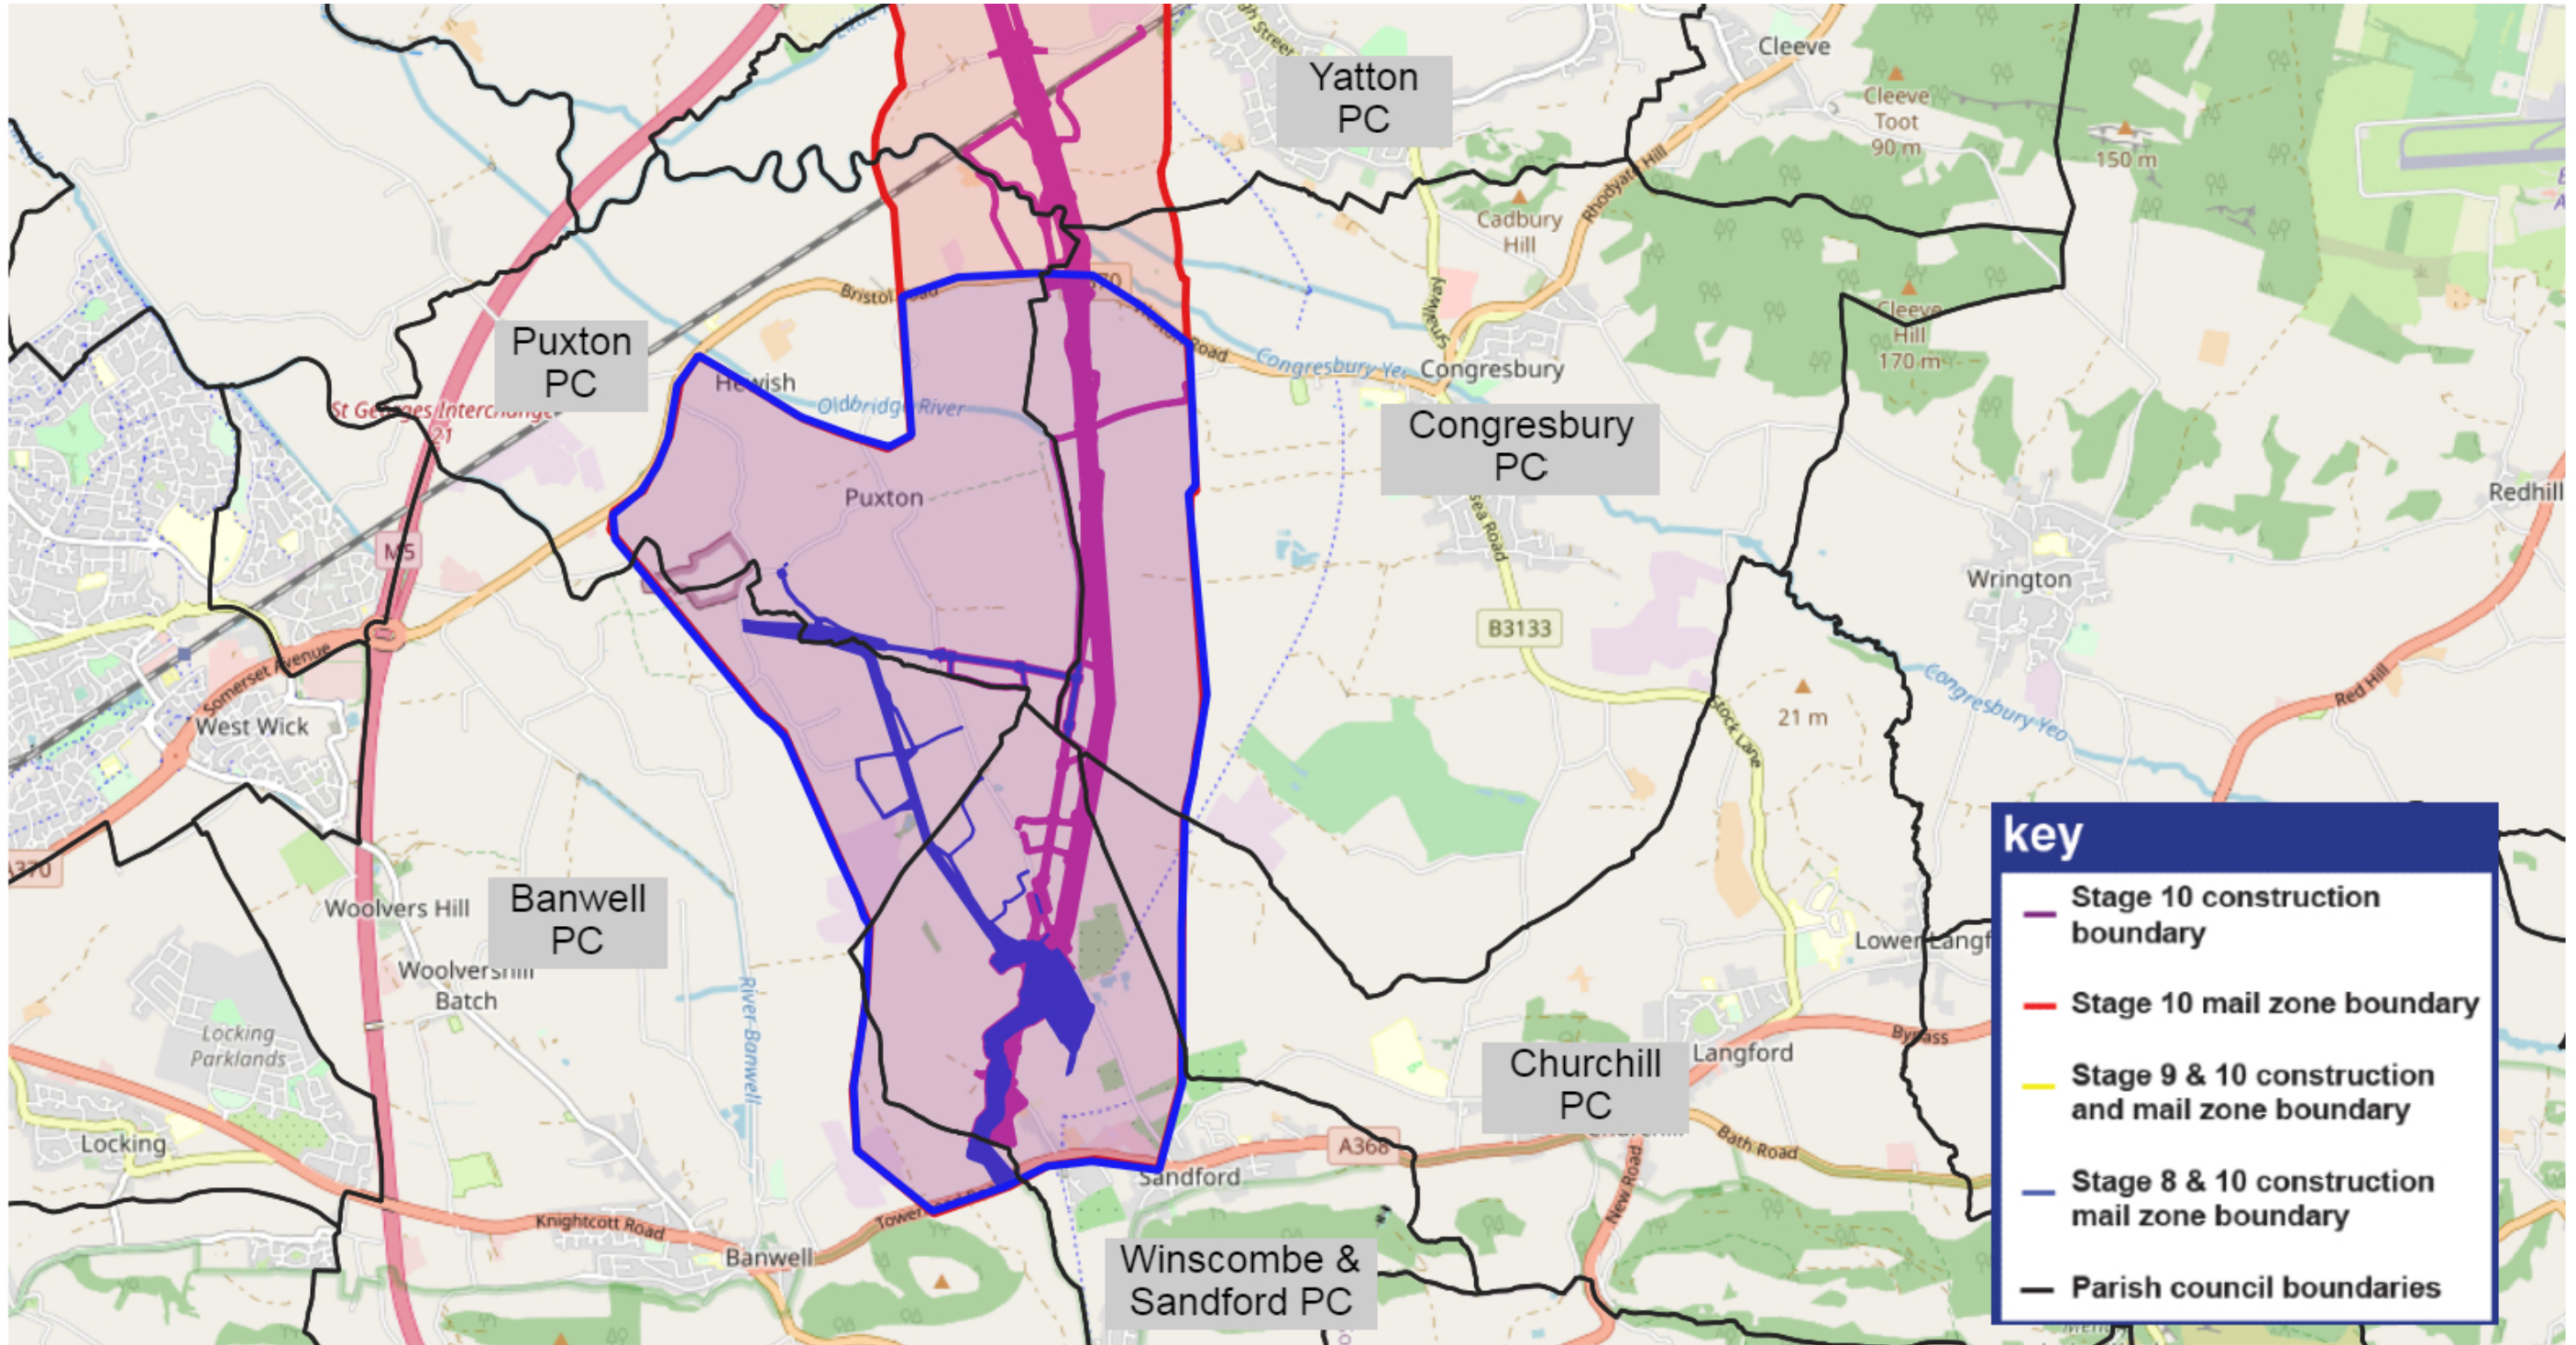 Cleeve
Yatton
PC
Cleeve
Toot
90 m
150 m
Rhodyate Hill
Cadbury
Hill
Bristol Road
Puxton
PC
Hewish
Oldbridge River
Congresbury
Cleeve
Hill
170 m
St Georges Interchange
21
Congresbury
PC
Puxton
Redhill
M5
Wrington
B3133
Somerset Avenue
West Wick
Stock Lane
21 m
Congresbury Yeo
Red Hill
A370
Woolvers Hill
Banwell
PC
Woolvershill
Batch
River Banwell
Locking
Parklands
Churchill
PC
Langford
Bypass
Locking
A368
Bath Road
Sandford
New Road
Knightcott Road
Banwell
Winscombe &
Sandford PC
key
Stage 10 construction
boundary
Stage 10 mail zone boundary
Stage 9 & 10 construction
and mail zone boundary
Stage 8 & 10 construction
mail zone boundary
Parish council boundaries